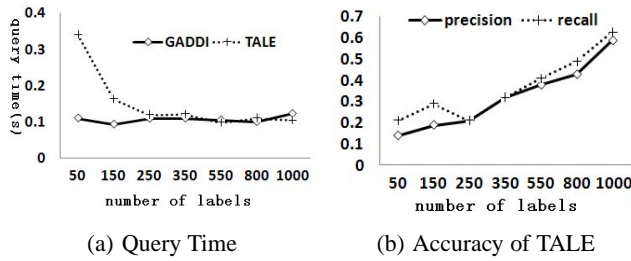 0.4
0.3
0.2
0.1
0
query time(s)
GADDI TALE
50 150 250 350 550 800 1000
number of labels
(a) Query Time
0.7
0.6
0.5
0.4
0.3
0.2
0.1
0
precision recall
50 150 250 350 550 800 1000
number of labels
(b) Accuracy of TALE